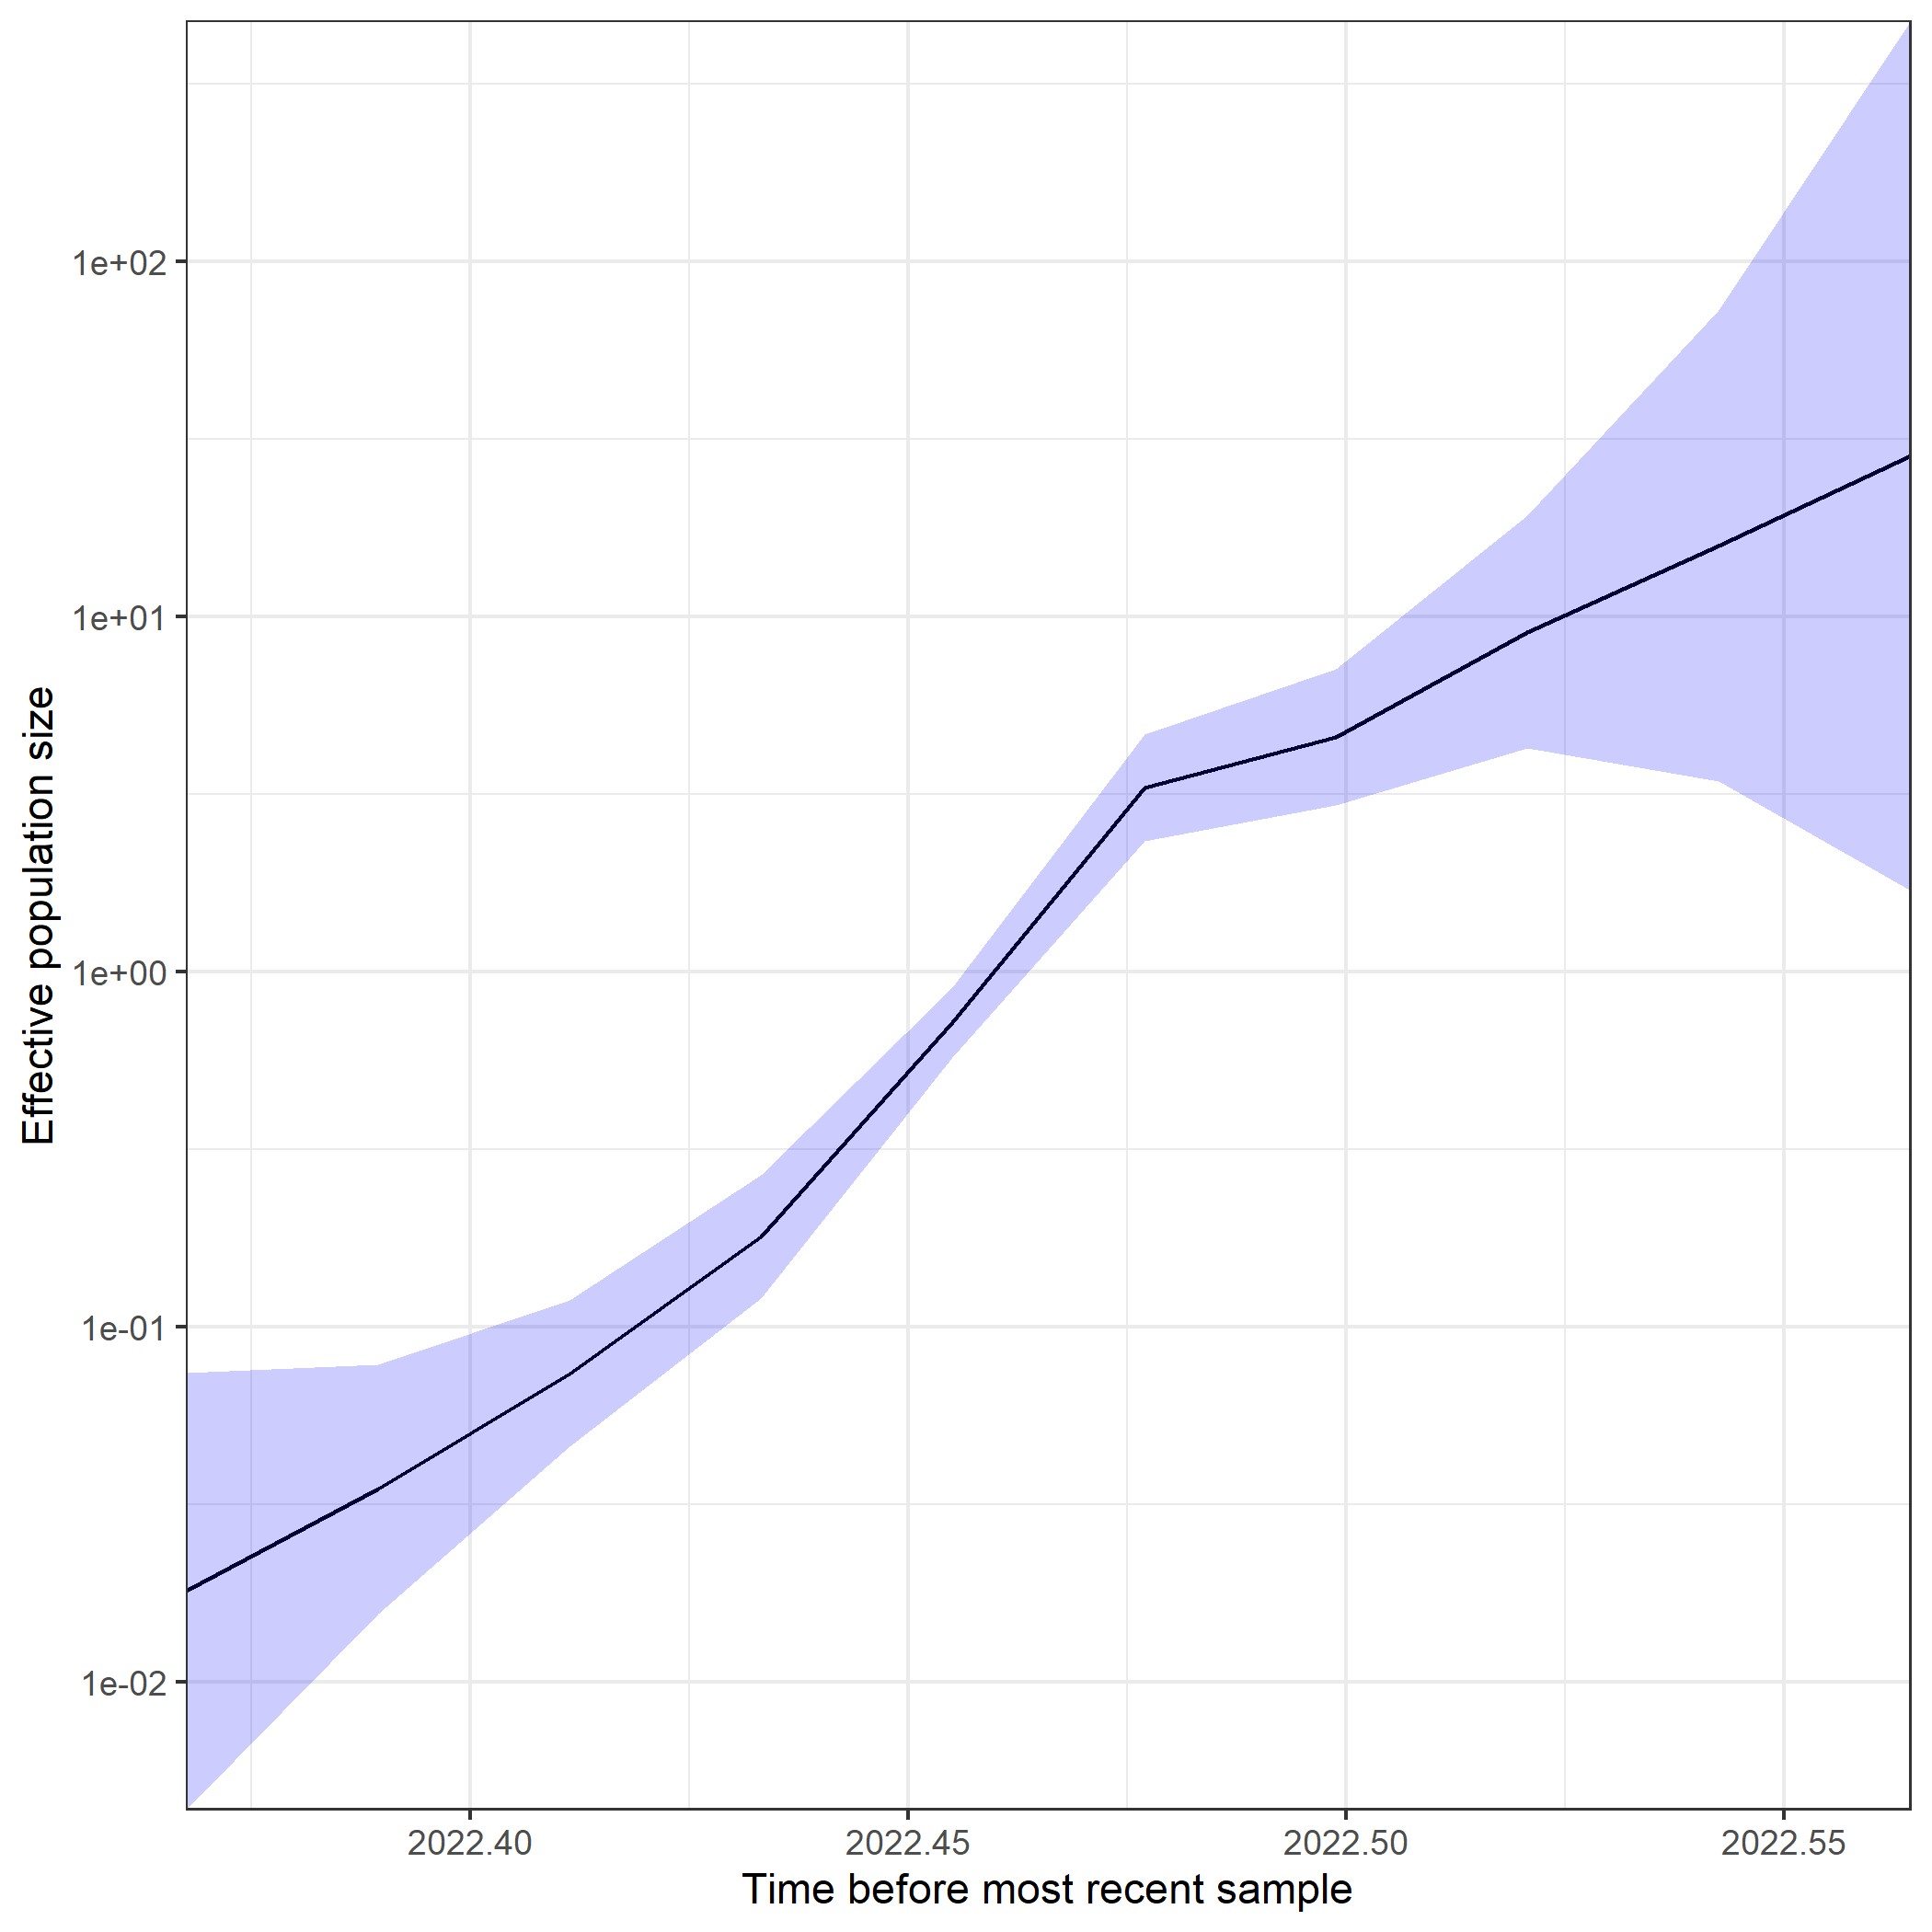 Effective population size
1e+02
1e+01
1e+00
1e-01
1e-02
2022.40
2022.45
2022.50
2022.55
Time before most recent sample